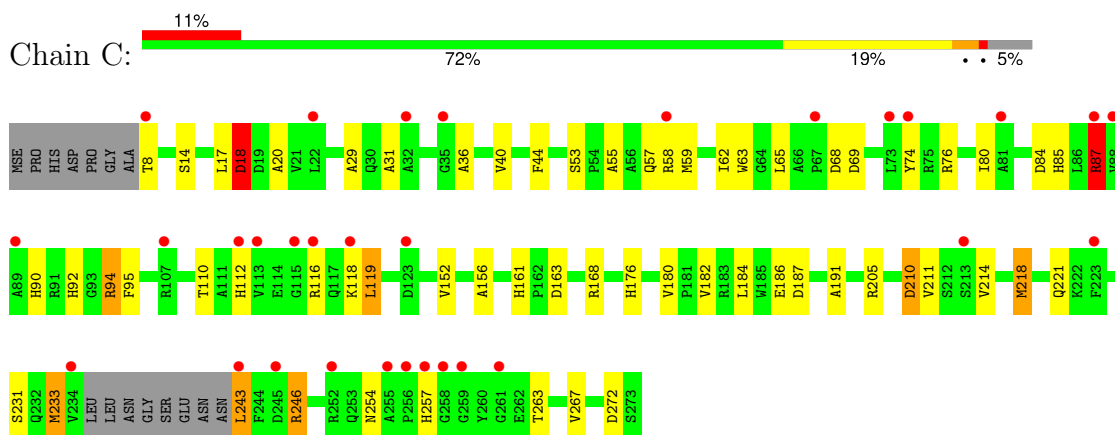 11%
Chain C:
72% 19% • • 5%
MSE PRO HIS ASP PRO GLY ALA T8 S14 L17 D18 D19 A20 V21 L22 A29 Q30 A31 A32 G35 A36 V40 F44 S53 P54 A55 A56 Q57 R58 M59 I62 W63 G64 L65 A66 P67 D68 D69 L73 Y74 R75 R76 I80 A81 D84 H85 L86 R87 V88
A89 H90 R91 H92 G93 R94 F95 R107 T110 A111 H112 V113 E114 G115 R116 Q117 K118 L119 D123 V152 A156 H161 P162 D163 R168 H176 V180 P181 V182 R183 L184 W185 E186 D187 A191 R205 D210 V211 S212 S213 V214 M218 Q221 K222 F223
S231 Q232 M233 V234 LEU LEU ASN GLY SER GLU ASN ASN L243 F244 D245 R246 R252 Q253 N254 A255 P256 H257 G258 G259 Y260 G261 E262 T263 V267 D272 S273